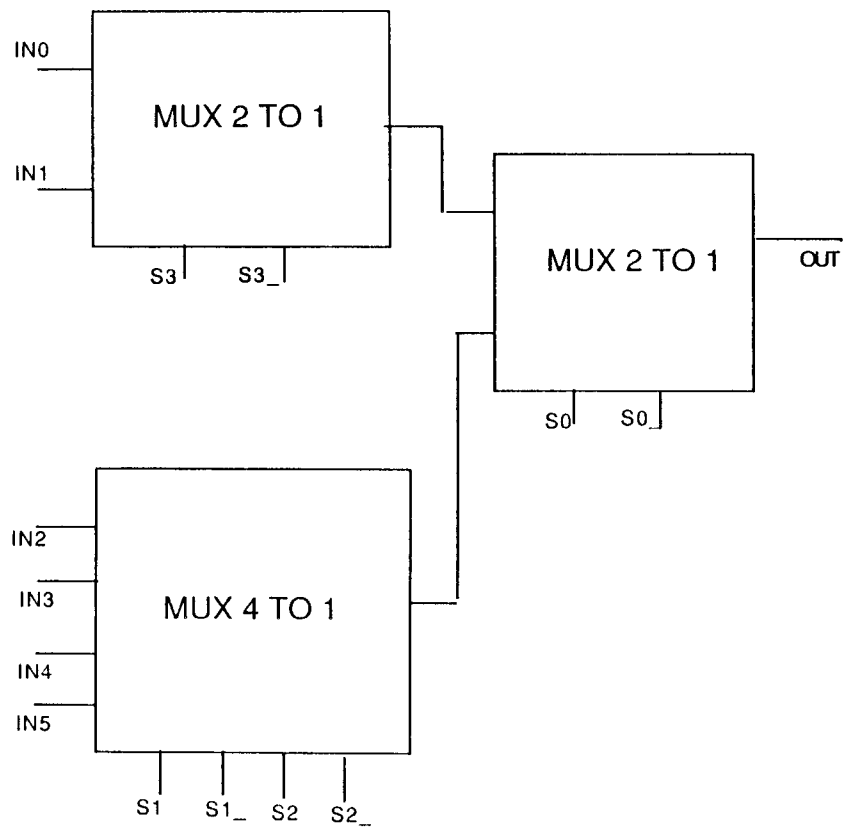 IN0
MUX 2 TO 1
IN1
S3 S3_
MUX 2 TO 1
OUT
S0 S0_
IN2
IN3
MUX 4 TO 1
IN4
IN5
S1 S1_ S2 S2_